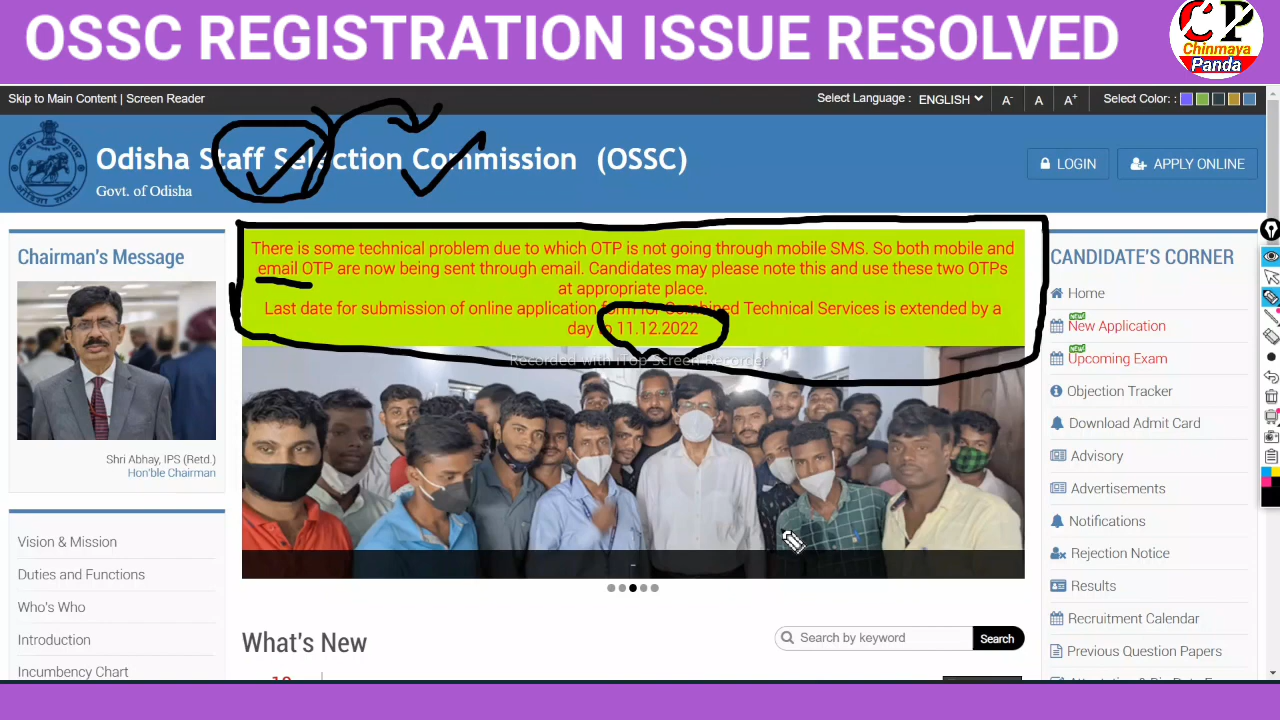 OSSC REGISTRATION ISSUE RESOLVED
CP
Chinmaya
Panda
Skip to Main Content | Screen Reader
Select Language : ENGLISH A- A A+ Select Color: :
Odisha Staff Selection Commission (OSSC)
Govt. of Odisha
LOGIN
APPLY ONLINE
Chairman's Message
Shri Abhay, IPS (Retd.)
Hon'ble Chairman
Vision & Mission
Duties and Functions
Who's Who
Introduction
Incumbency Chart
There is some technical problem due to which OTP is not going through mobile SMS. So both mobile and
email OTP are now being sent through email. Candidates may please note this and use these two OTPs
at appropriate place.
Last date for submission of online application form for Combined Technical Services is extended by a
day to 11.12.2022
Recorded with iTop Screen Recorder
What's New
Search by keyword
Search
CANDIDATE'S CORNER
Home
NEW
New Application
NEW
Upcoming Exam
Objection Tracker
Download Admit Card
Advisory
Advertisements
Notifications
Rejection Notice
Results
Recruitment Calendar
Previous Question Papers